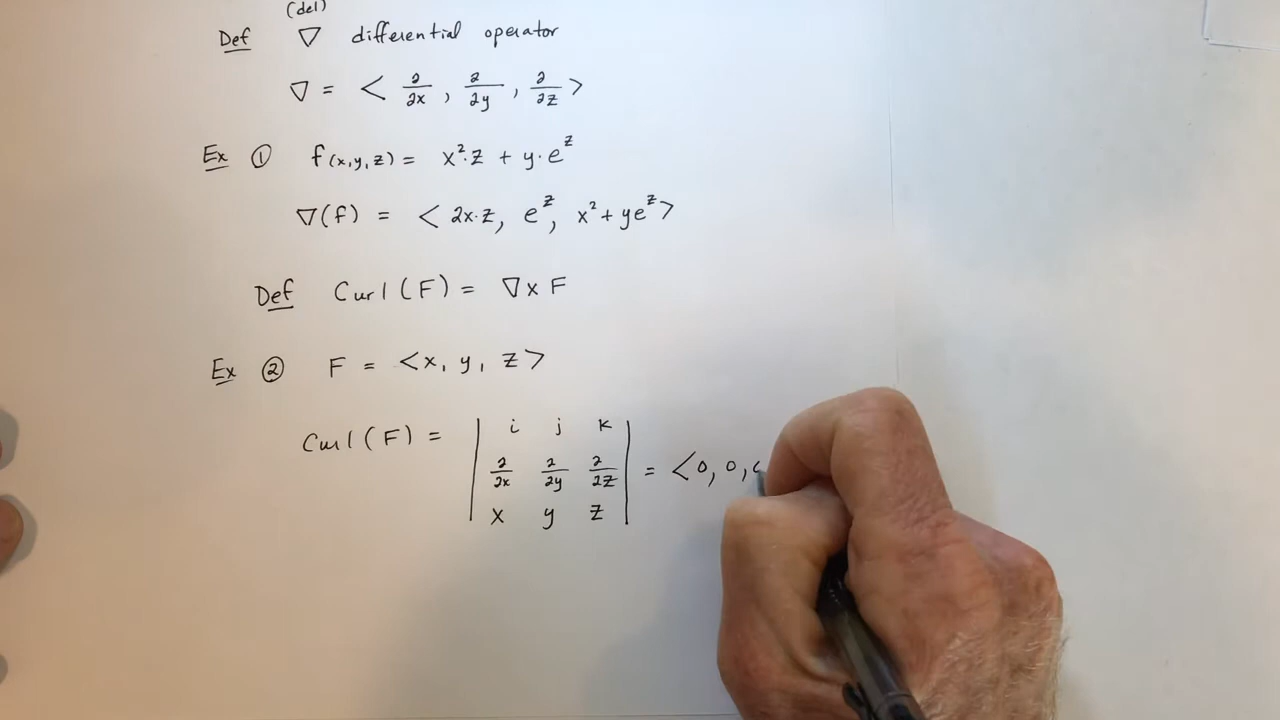 (del)
Def ∇ differential operator
∇ = < ∂/∂x , ∂/∂y , ∂/∂z >
Ex ① f(x,y,z) = x²·z + y·e^z
∇(f) = < 2x·z, e^z, x² + ye^z >
Def Curl(F) = ∇ x F
Ex ② F = <x, y, z>
Curl(F) = | i j k |
| ∂/∂x ∂/∂y ∂/∂z | = <0, 0,
| x y z |